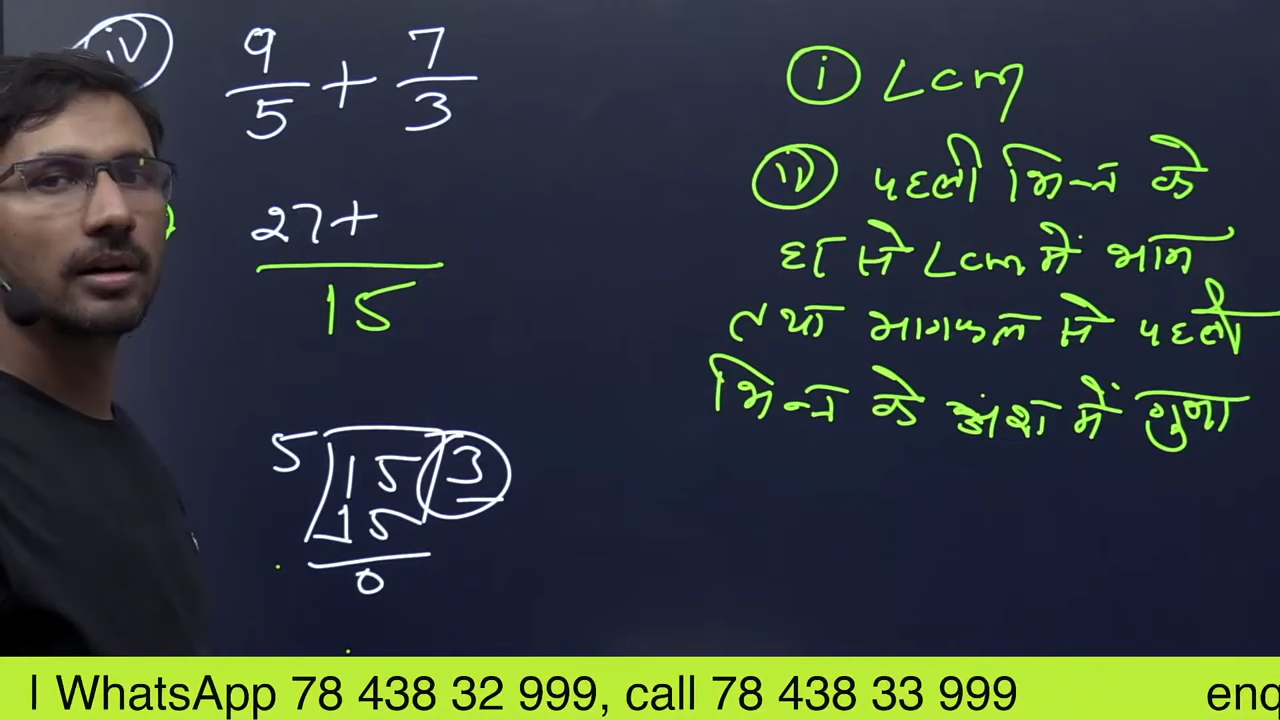 iv 9/5 + 7/3
27+
15
5 15 3
15
0
i Lcm
ii पहली भिन्न के
हर से Lcm में भाग
तथा भागफल से पहली
भिन्न के अंश में गुणा
l WhatsApp 78 438 32 999, call 78 438 33 999 enq